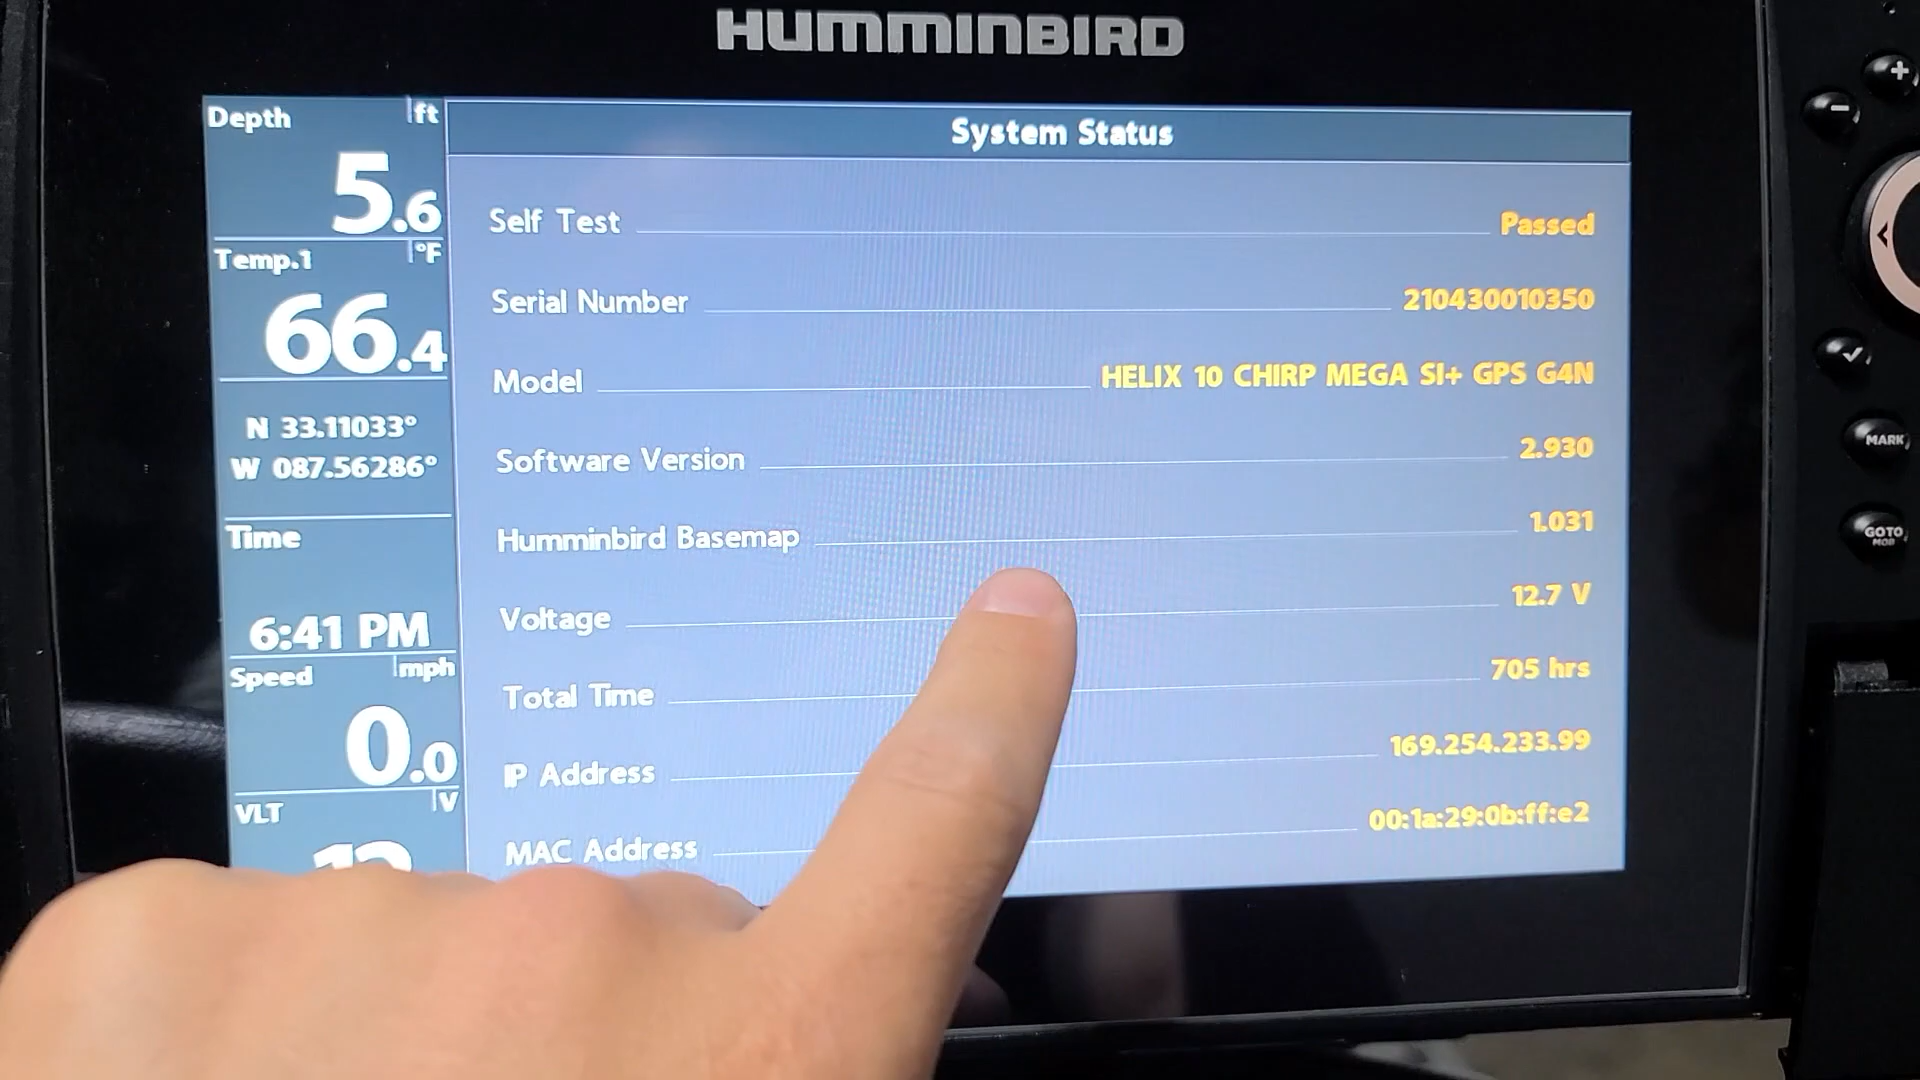 HUMMINBIRD
Depth ft
5.6
Temp.1 °F
66.4
N 33.11033°
W 087.56286°
Time
6:41 PM
Speed mph
0.0
VLT V
System Status
Self Test Passed
Serial Number 210430010350
Model HELIX 10 CHIRP MEGA SI+ GPS G4N
Software Version 2.930
Humminbird Basemap 1.031
Voltage 12.7 V
Total Time 705 hrs
IP Address 169.254.233.99
MAC Address 00:1a:29:0b:ff:e2
+
-
MARK
GOTO
MOB